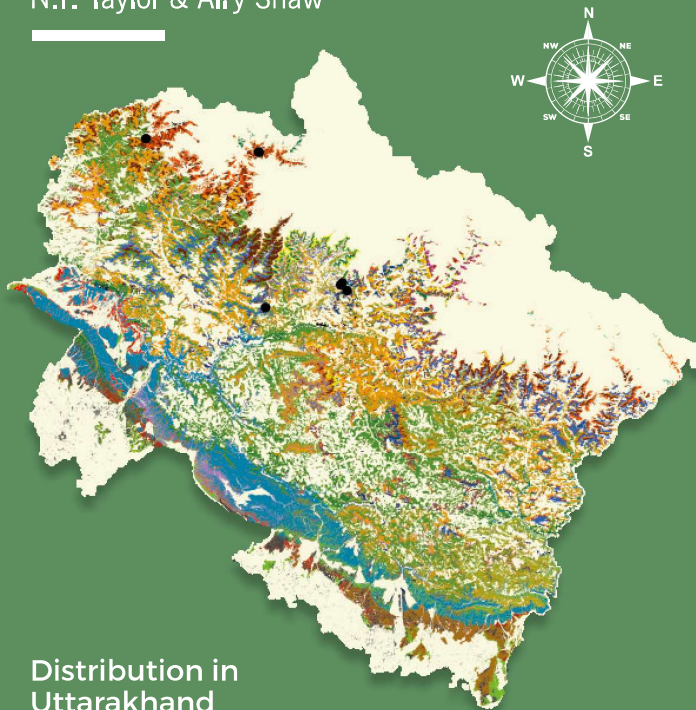 N.P. Taylor & Airy Shaw
N
NW NE
W E
SW SE
S
Distribution in
Uttarakhand